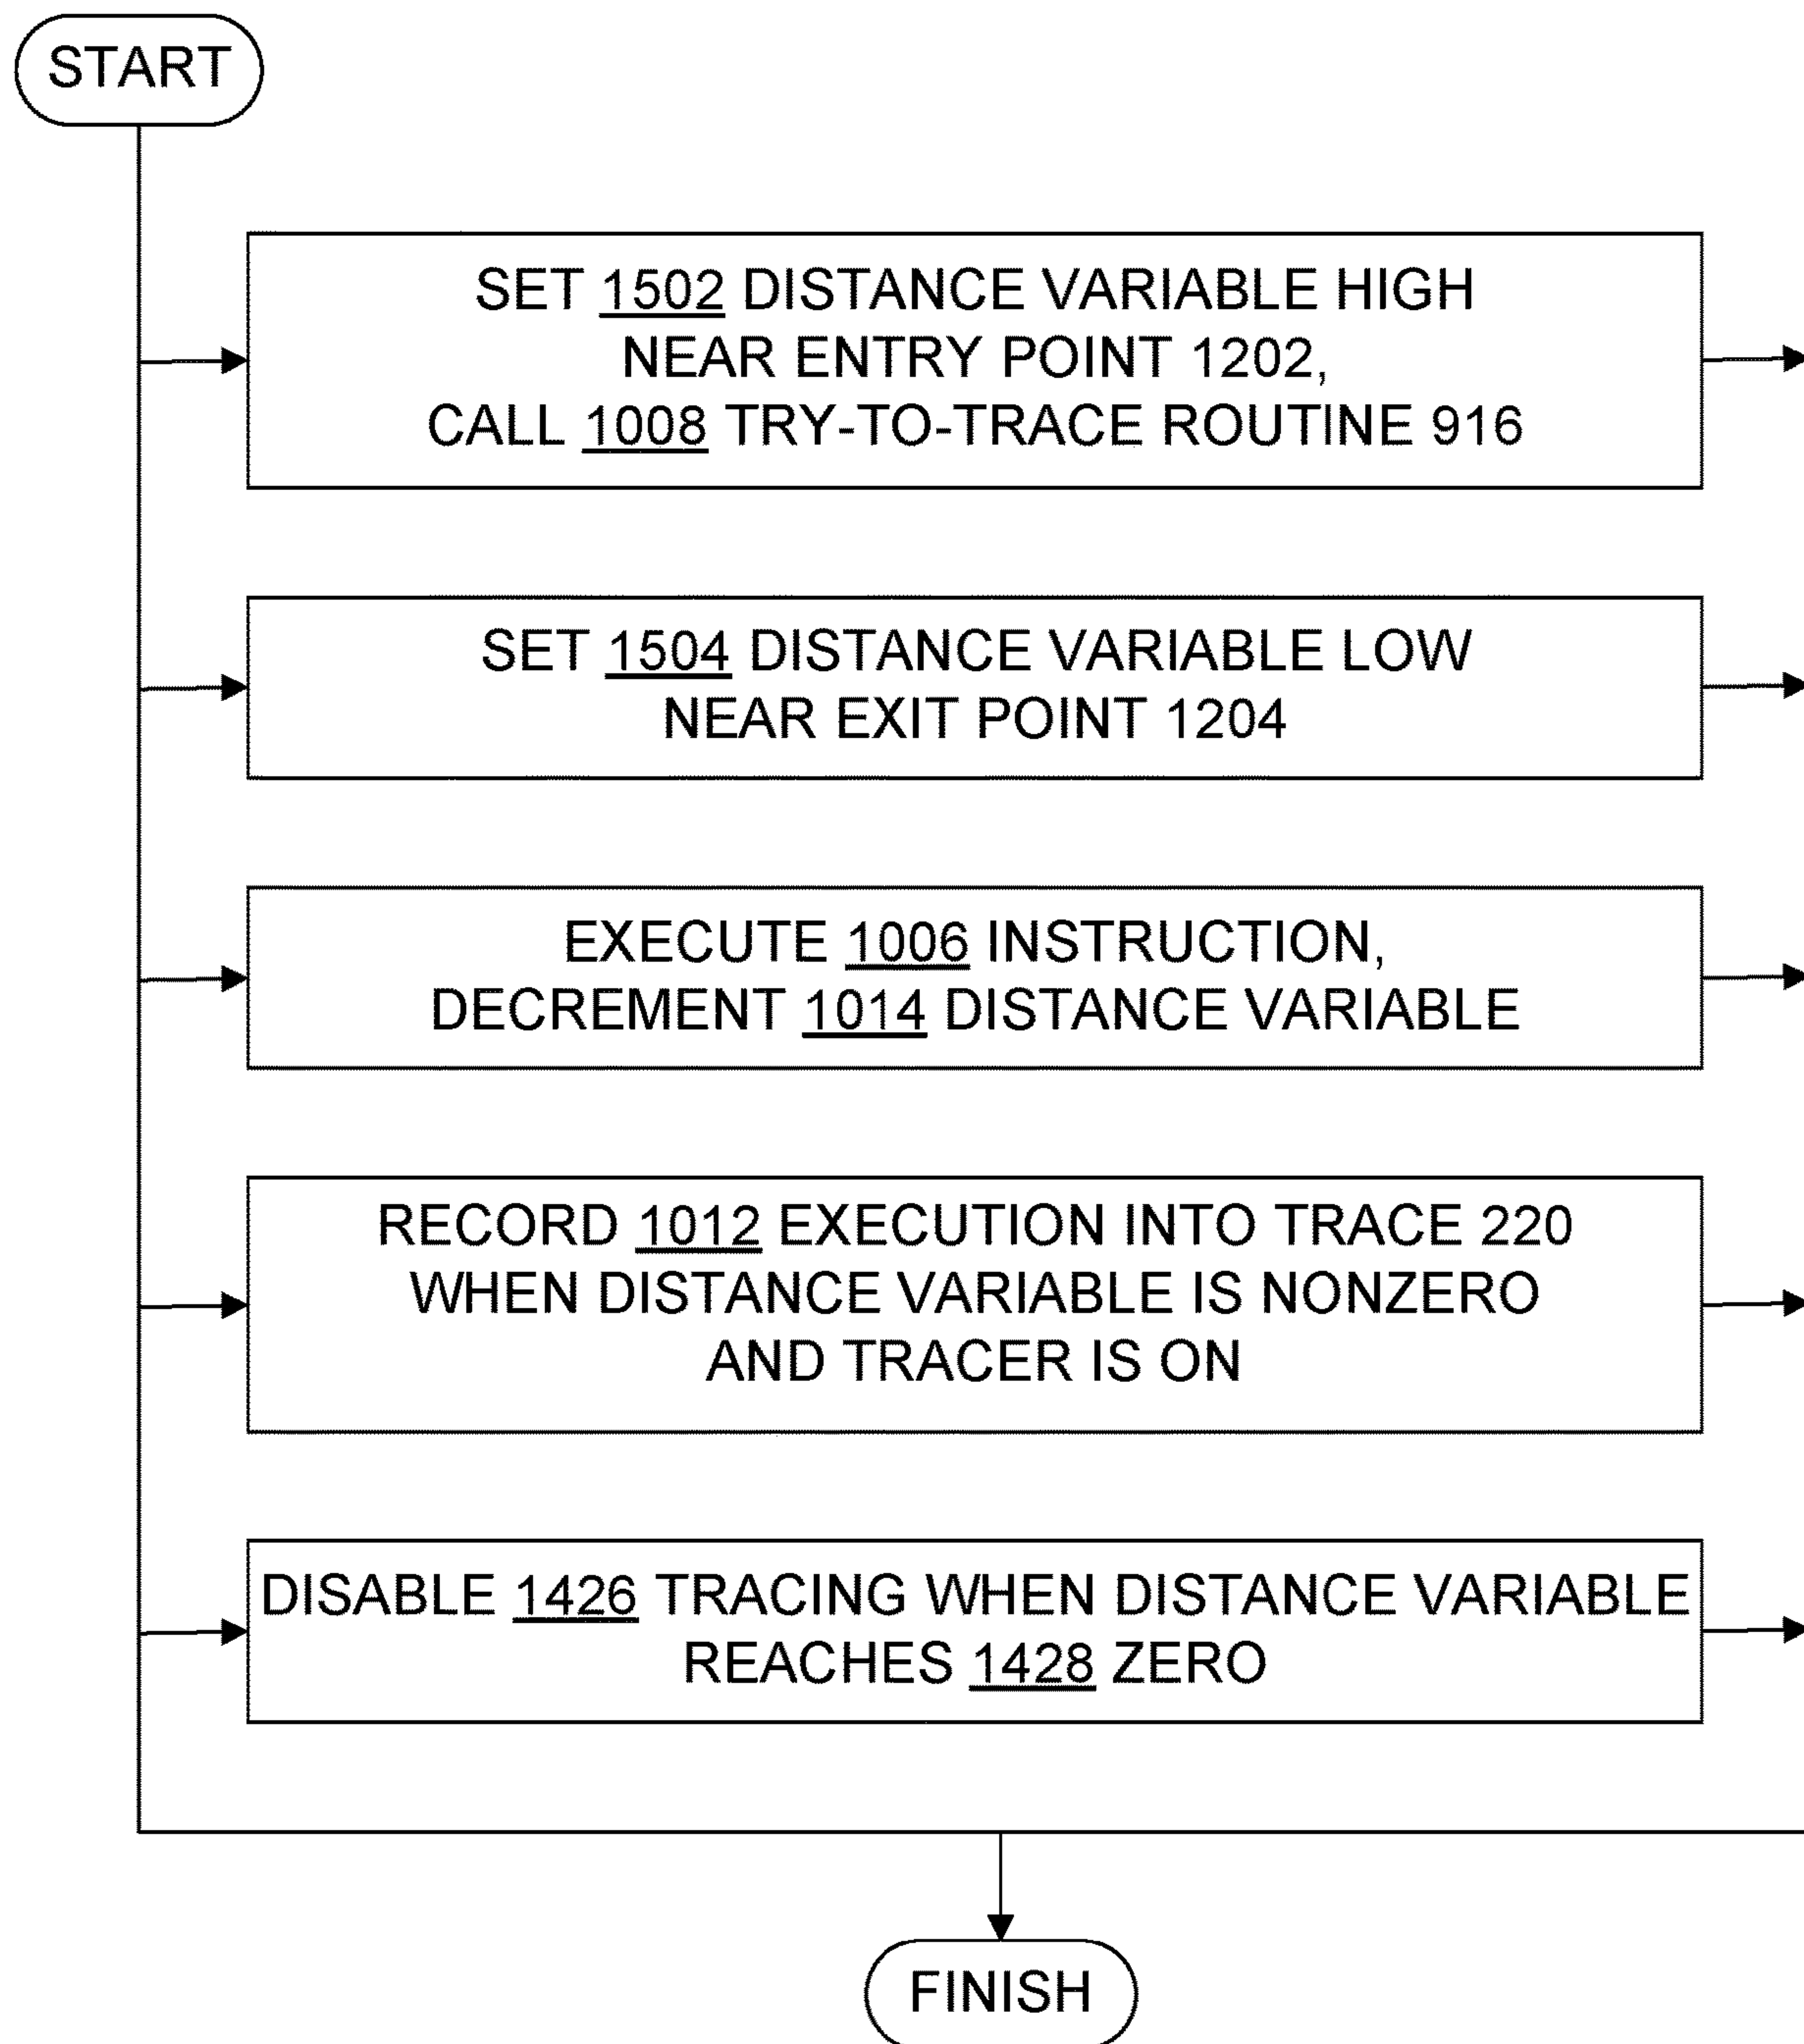 START
SET 1502 DISTANCE VARIABLE HIGH
NEAR ENTRY POINT 1202,
CALL 1008 TRY-TO-TRACE ROUTINE 916
SET 1504 DISTANCE VARIABLE LOW
NEAR EXIT POINT 1204
EXECUTE 1006 INSTRUCTION,
DECREMENT 1014 DISTANCE VARIABLE
RECORD 1012 EXECUTION INTO TRACE 220
WHEN DISTANCE VARIABLE IS NONZERO
AND TRACER IS ON
DISABLE 1426 TRACING WHEN DISTANCE VARIABLE
REACHES 1428 ZERO
FINISH